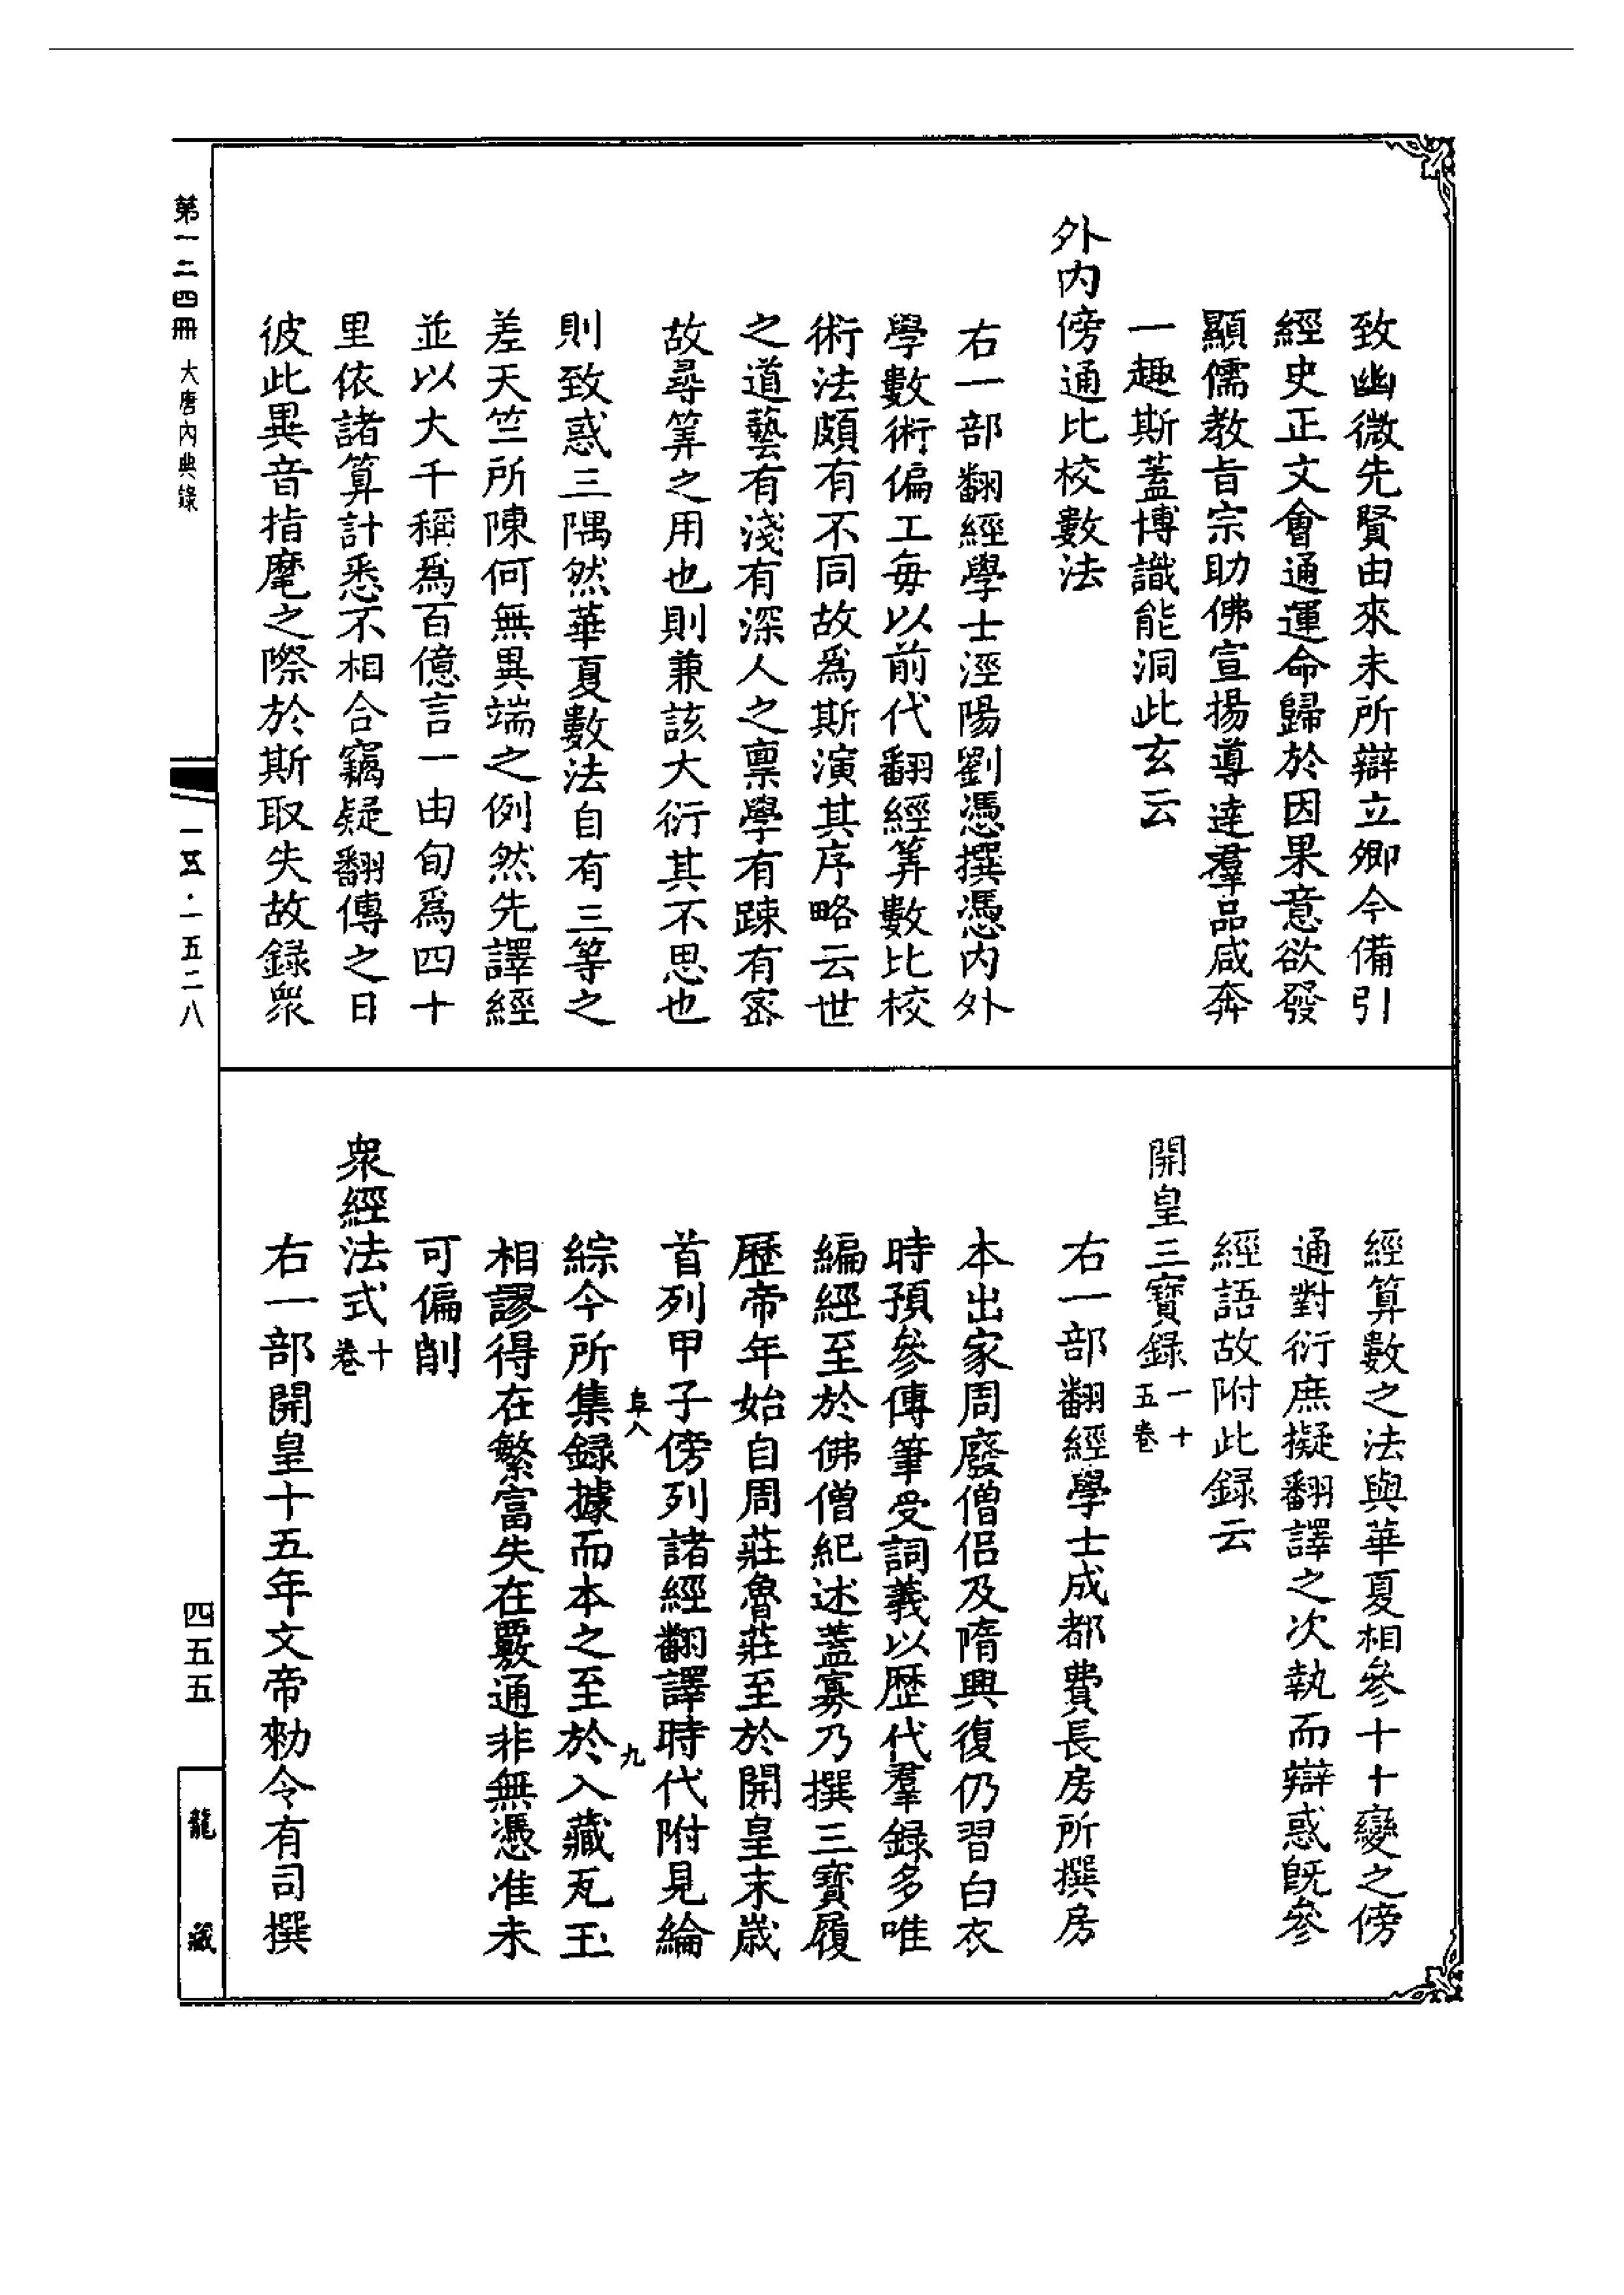 致幽微先賢由來未所辯立卿今備引
經史正文會通運命歸於因果意欲發
顯儒教旨宗助佛宣揚導達羣品咸奔
一趣斯蓋博識能洞此玄云
外內傍通比校數法
右一部翻經學士涇陽劉憑撰憑內外
學數術偏工每以前代翻經筭數比校
術法頗有不同故爲斯演其序略云世
之道藝有淺有深人之禀學有踈有密
故尋筭之用也則兼該大衍其不思也
則致惑三隅然華夏數法自有三等之
差天竺所陳何無異端之例然先譯經
並以大千稱爲百億言一由旬爲四十
里依諸算計悉不相合竊疑翻傳之日
彼此異音指麾之際於斯取失故録衆
經算數之法與華夏相參十十變之傍
通對衍庶擬翻譯之次執而辯惑旣參
經語故附此録云
開皇三寶録一十五卷
右一部翻經學士成都費長房所撰房
本出家周廢僧侣及隋興復仍習白衣
時預參傳筆受詞義以歷代羣録多唯
編經至於佛僧紀述蓋寡乃撰三寶履
歷帝年始自周莊魯莊至於開皇末歲
首列甲子傍列諸經翻譯時代附見綸
阜八 九
綜今所集録據而本之至於入藏瓦玉
相謬得在繁富失在覈通非無憑准未
可偏削
衆經法式十卷
右一部開皇十五年文帝勑令有司撰
第一二四冊 大唐內典錄
一五·一五二八
四五五
龍藏